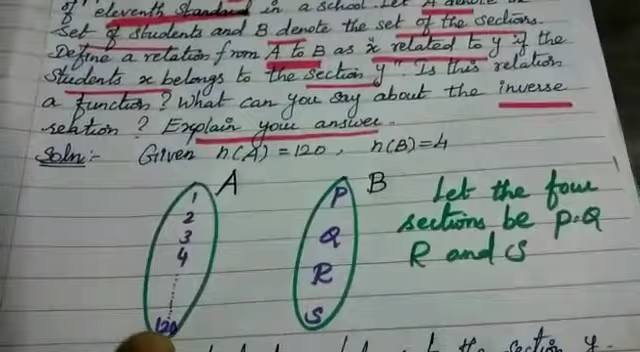 of eleventh standard in a school. Let A denote
set of students and B denote the set of the sections.
Define a relation from A to B as "x related to y if the
students x belongs to the section y". Is this relation
a function? What can you say about the inverse
relation? Explain your answer.
Soln:- Given n(A)=120, n(B)=4
A
1
2
3
4
120
B
P
Q
R
S
Let the four
sections be P.Q
R and S
the section y